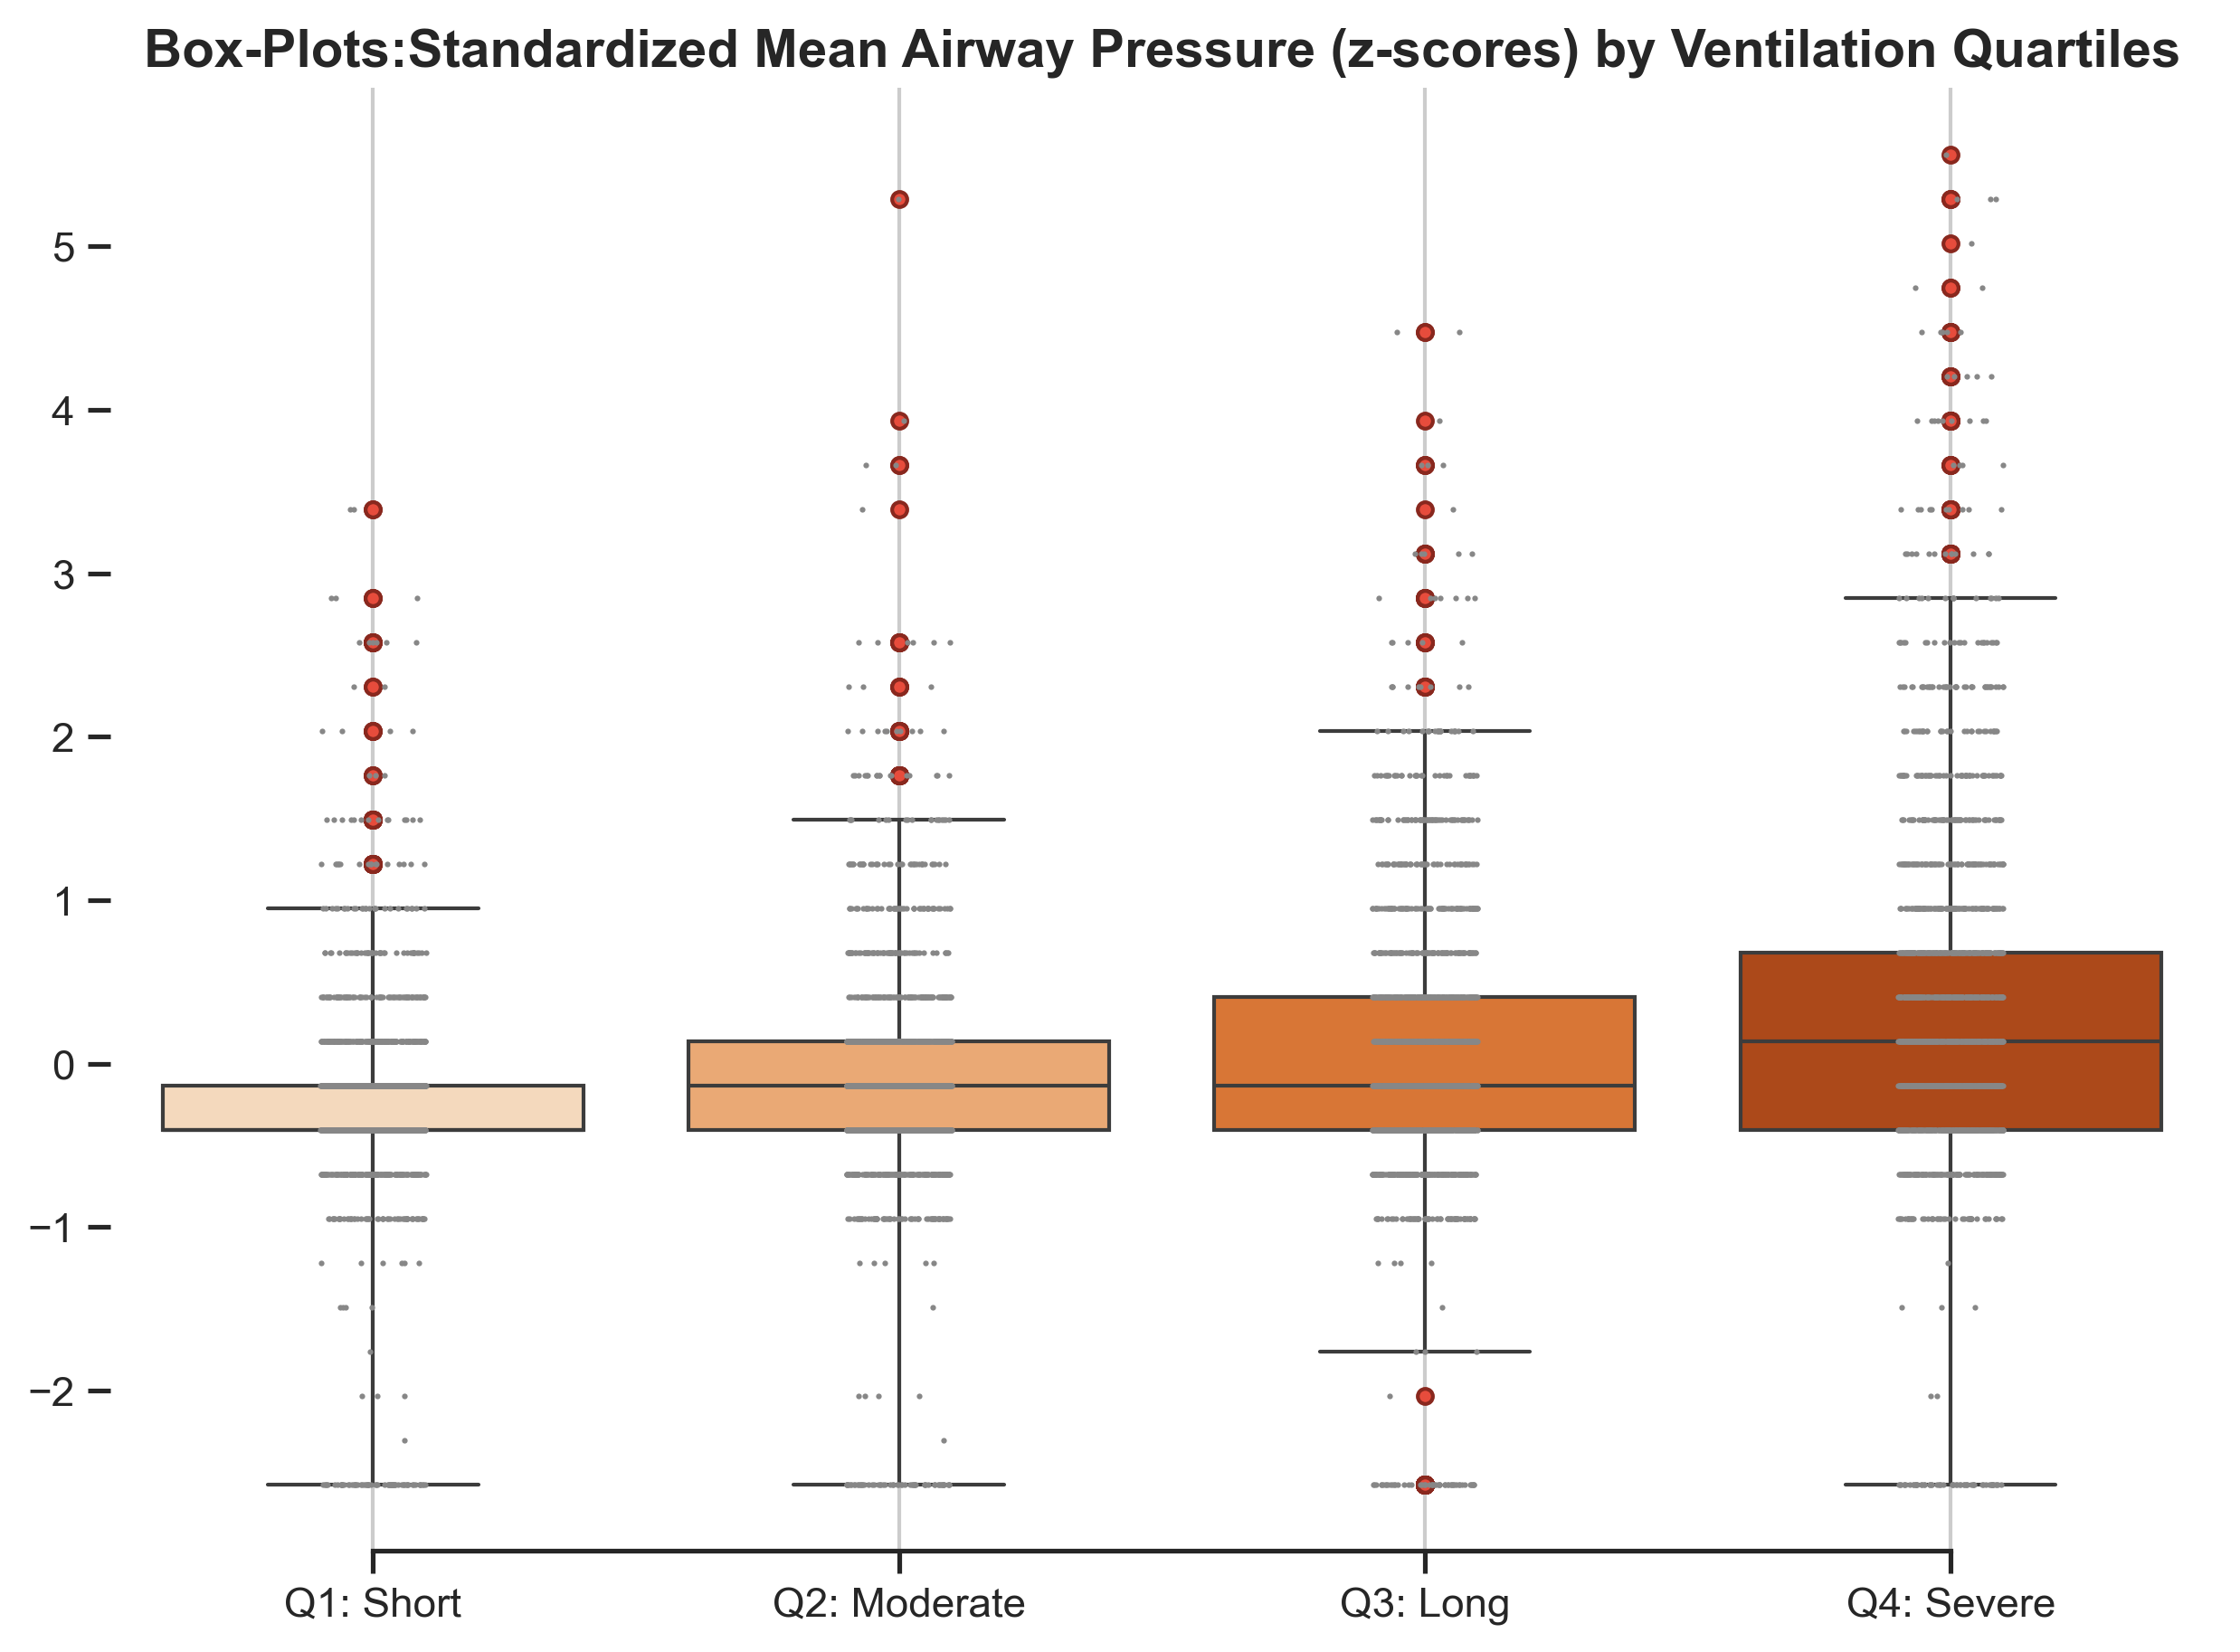 Box-Plots:Standardized Mean Airway Pressure (z-scores) by Ventilation Quartiles
5
4
3
2
1
0
−1
−2
Q1: Short
Q2: Moderate
Q3: Long
Q4: Severe